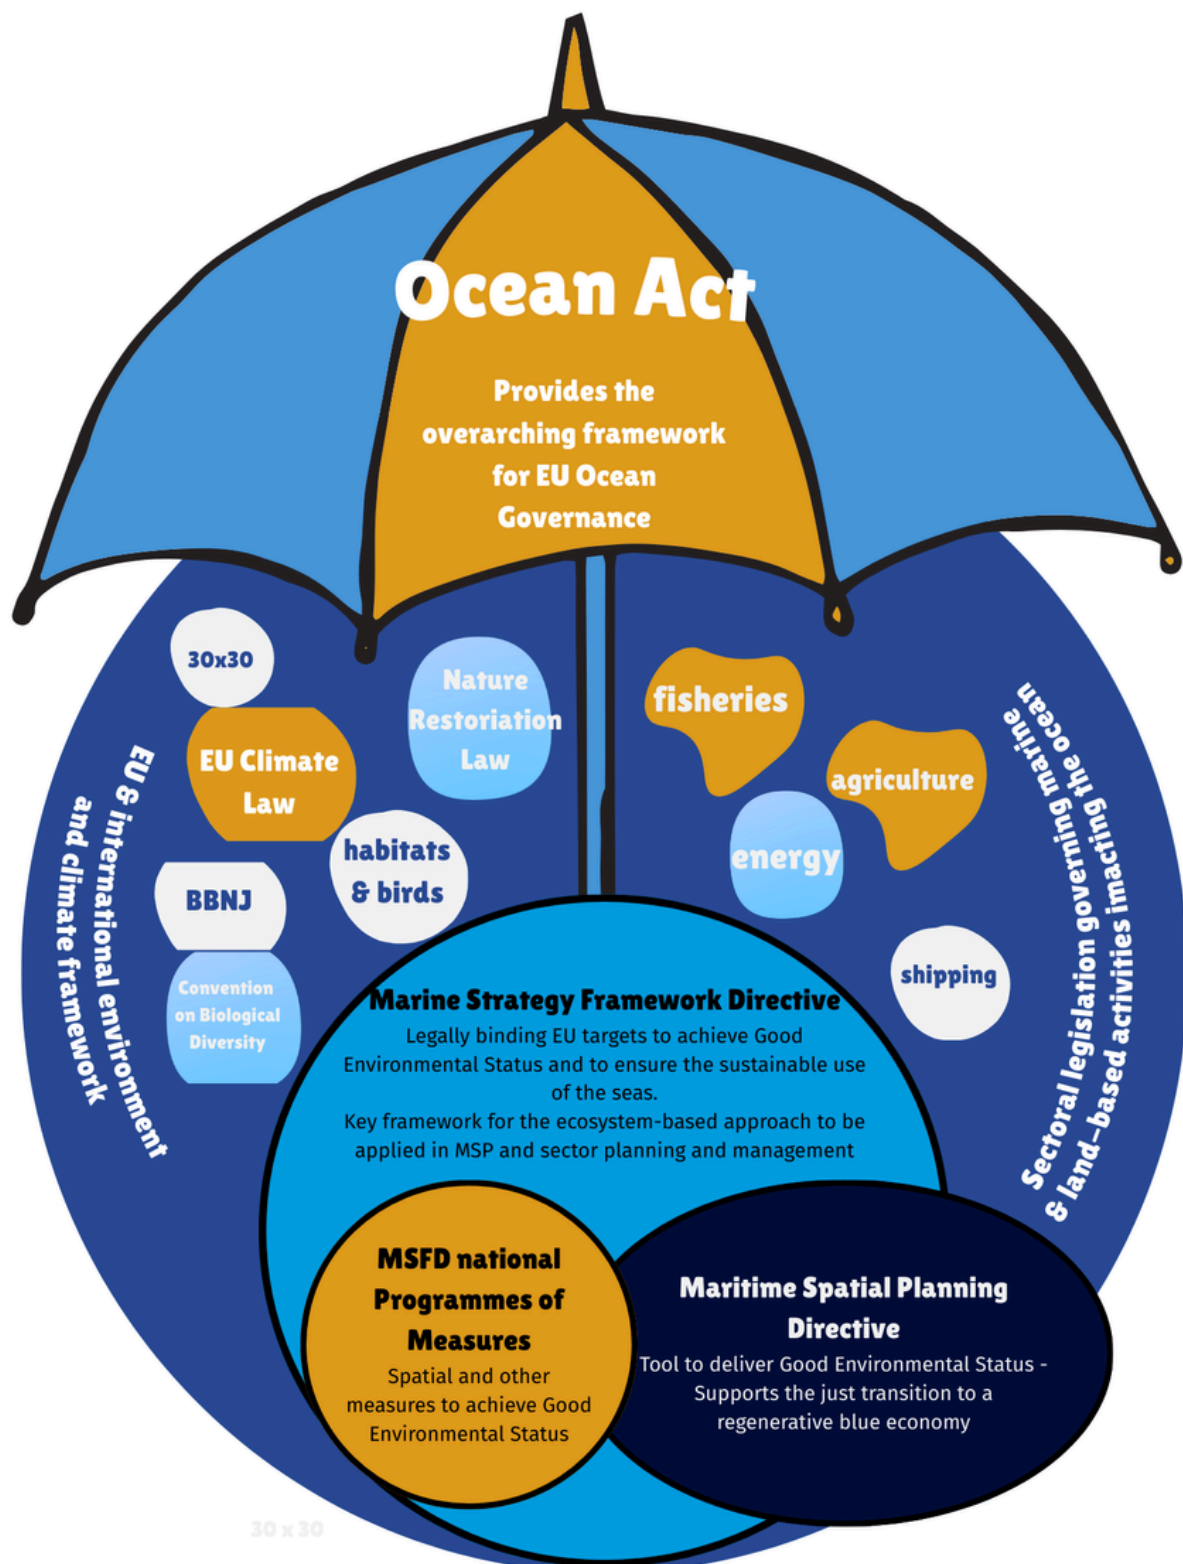 Ocean Act
Provides the
overarching framework
for EU Ocean
Governance
30x30
EU Climate
Law
Nature
Restoriation
Law
habitats
& birds
BBNJ
Convention
on Biological
Diversity
EU & international environment
and climate framework
fisheries
agriculture
energy
shipping
Sectoral legislation governing marine
& land-based activities imacting the ocean
Marine Strategy Framework Directive
Legally binding EU targets to achieve Good
Environmental Status and to ensure the sustainable use
of the seas.
Key framework for the ecosystem-based approach to be
applied in MSP and sector planning and management
MSFD national
Programmes of
Measures
Spatial and other
measures to achieve Good
Environmental Status
Maritime Spatial Planning
Directive
Tool to deliver Good Environmental Status -
Supports the just transition to a
regenerative blue economy
30 x 30